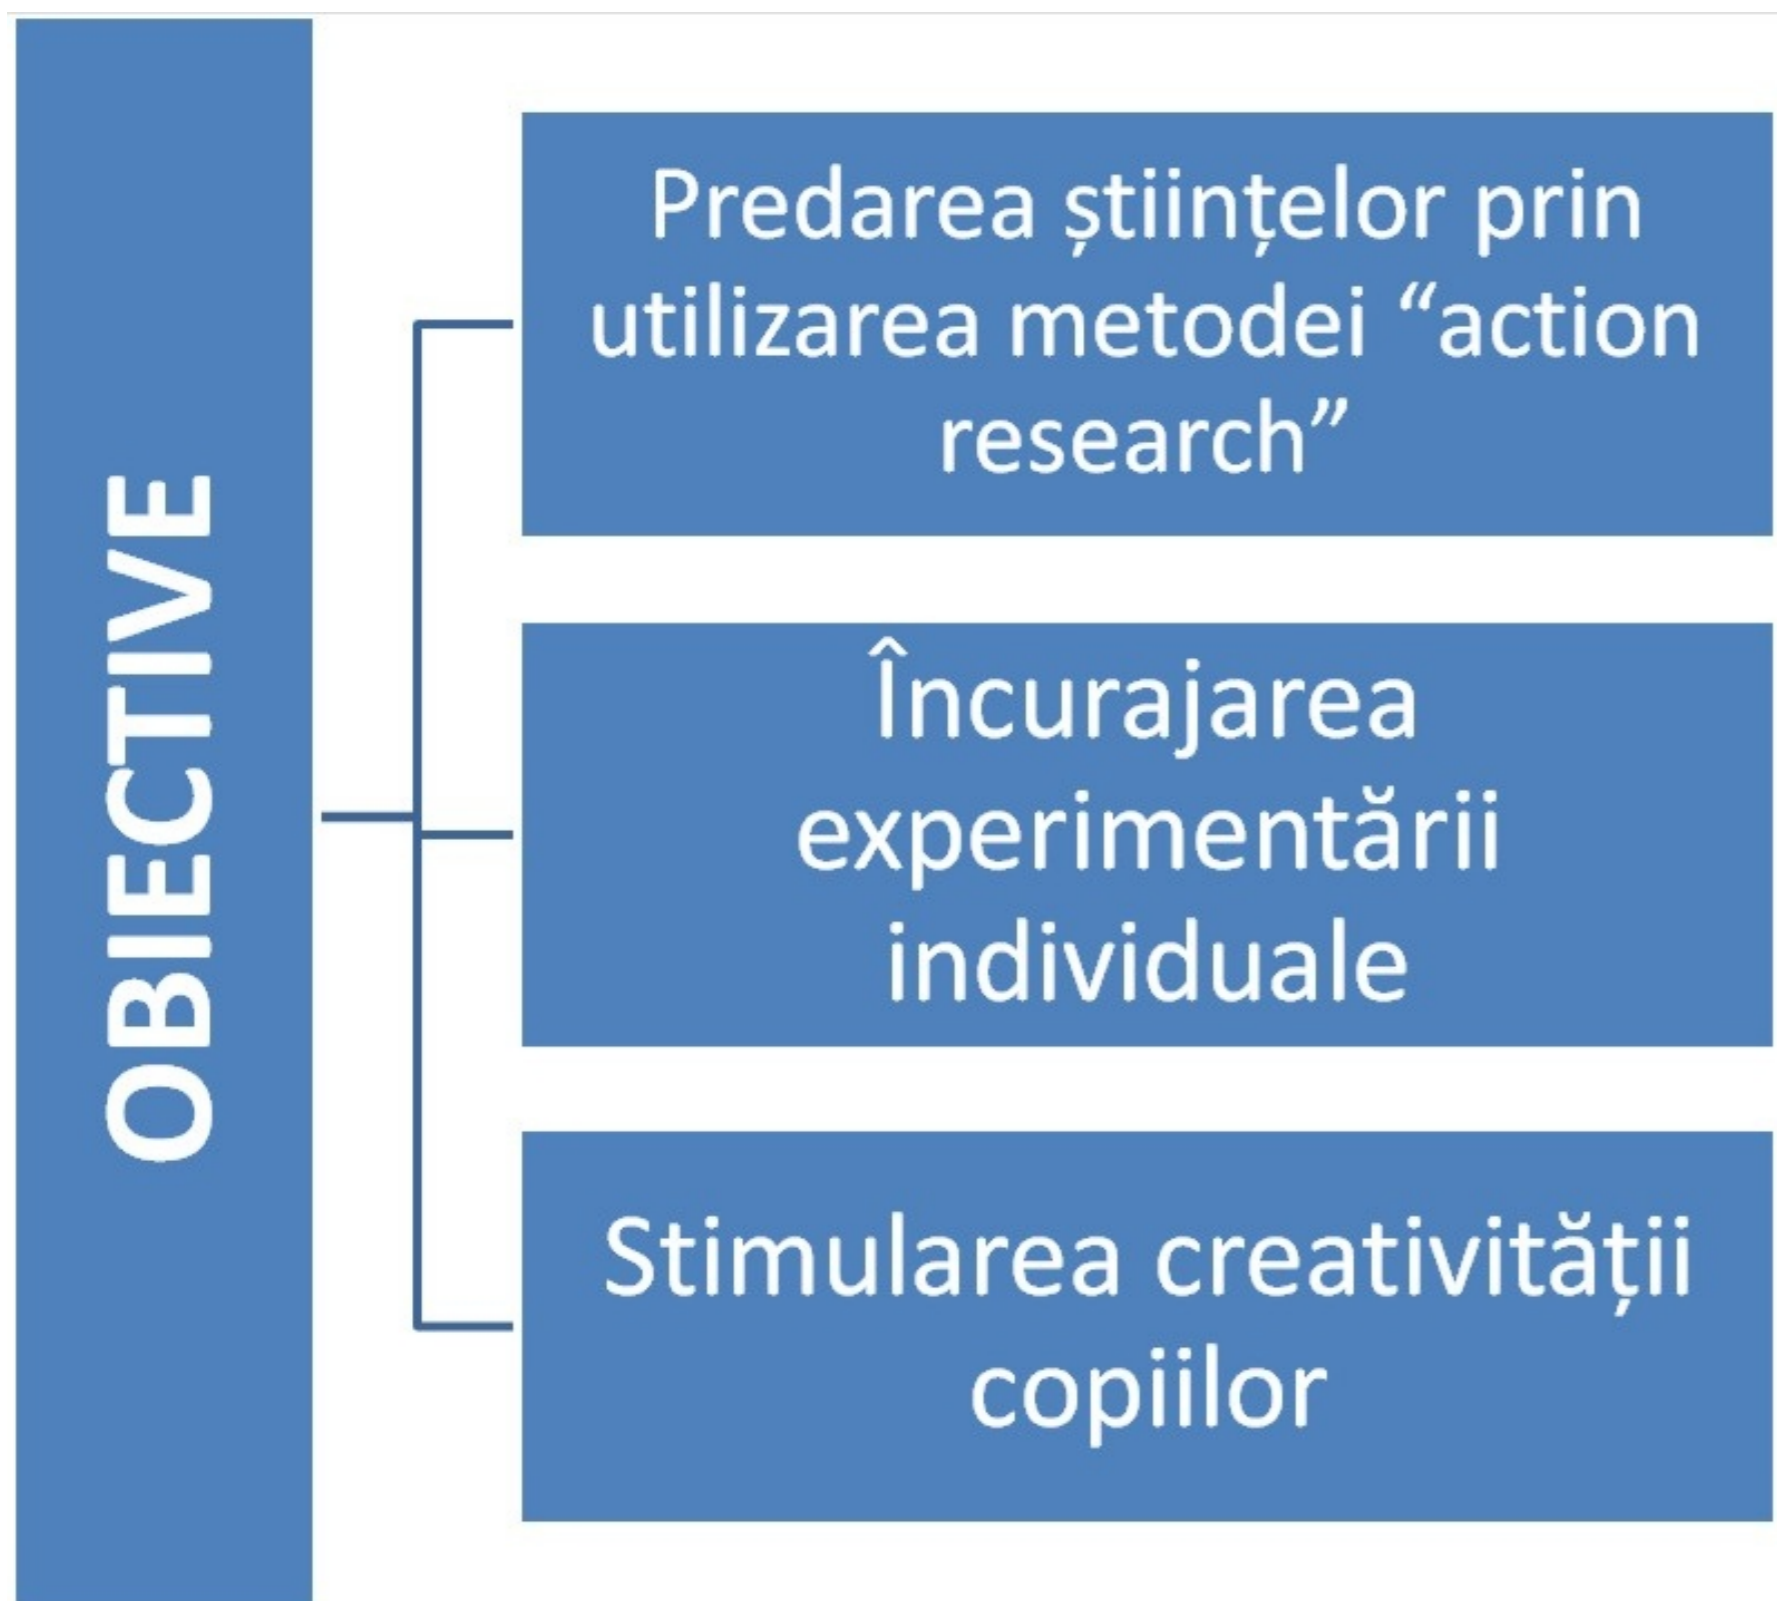 OBIECTIVE
Predarea științelor prin
utilizarea metodei “action
research”
Încurajarea
experimentării
individuale
Stimularea creativității
copiilor